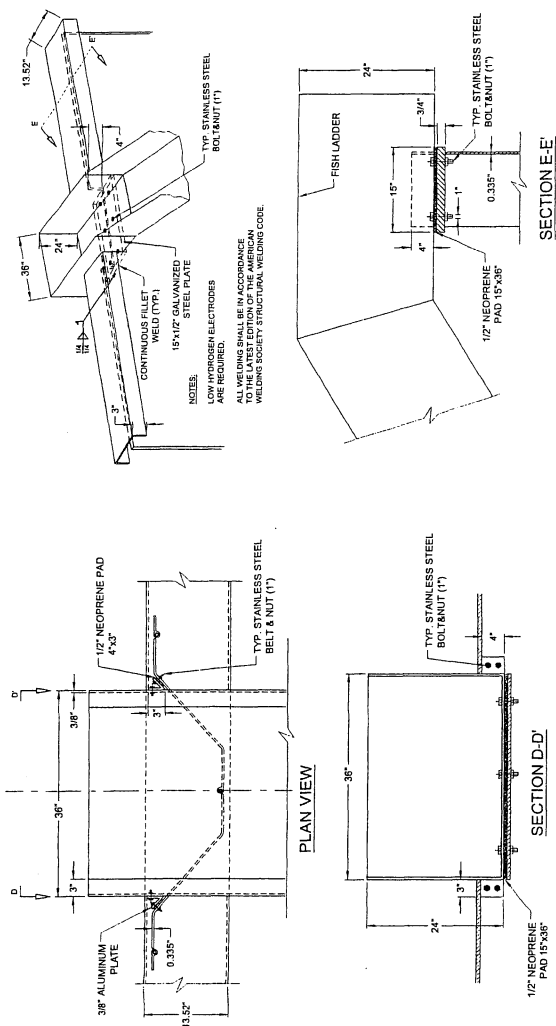 3/8" ALUMINUM
PLATE
3"
36"
3/8"
D
D'
1/2" NEOPRENE PAD
4"x3"
3"
0.335"
13.52"
TYP. STAINLESS STEEL
BELT & NUT (1")
PLAN VIEW
36"
24"
3"
4"
TYP. STAINLESS STEEL
BOLT&NUT (1")
1/2" NEOPRENE
PAD 15"x36"
SECTION D-D'
13.52"
E'
E
36"
24"
4"
1/4
1/4
3"
TYP. STAINLESS STEEL
BOLT&NUT (1")
15"x1/2" GALVANIZED
STEEL PLATE
CONTINUOUS FILLET
WELD (TYP.)
NOTES:
LOW HYDROGEN ELECTRODES
ARE REQUIRED.
ALL WELDING SHALL BE IN ACCORDANCE
TO THE LATEST EDITION OF THE AMERICAN
WELDING SOCIETY STRUCTURAL WELDING CODE.
FISH LADDER
24"
15"
3/4"
4"
1"
0.335"
TYP. STAINLESS STEEL
BOLT&NUT (1")
1/2" NEOPRENE
PAD 15"x36"
SECTION E-E'